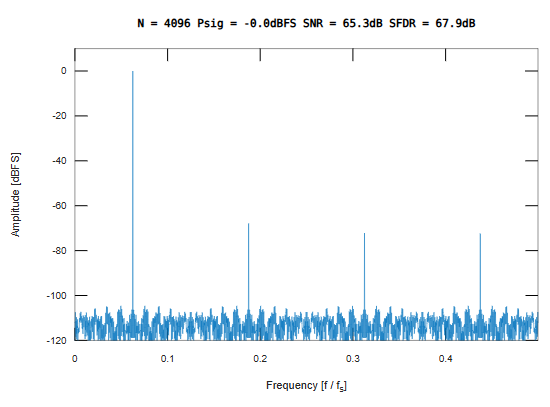 N = 4096 Psig = -0.0dBFS SNR = 65.3dB SFDR = 67.9dB
0
-20
-40
-60
-80
-100
-120
Amplitude [dBFS]
0 0.1 0.2 0.3 0.4
Frequency [f / fs]